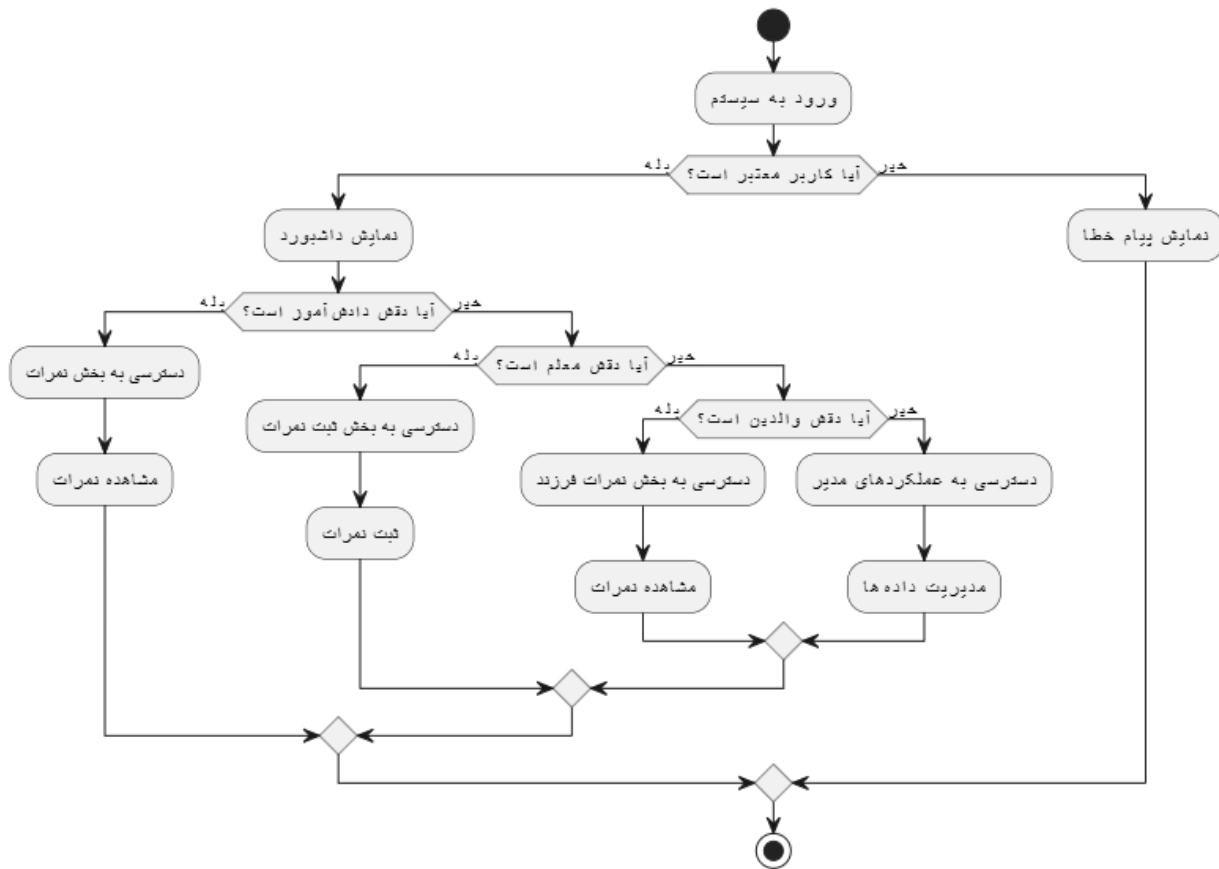 ورود به سیستم
آیا کاربر معتبر است؟
بله
خیر
نمایش داشبورد
نمایش پیام خطا
آیا نقش دانش‌آموز است؟
بله
خیر
دسترسی به بخش نمرات
آیا نقش معلم است؟
بله
خیر
مشاهده نمرات
دسترسی به بخش ثبت نمرات
آیا نقش والدین است؟
بله
خیر
ثبت نمرات
دسترسی به بخش نمرات فرزند
دسترسی به عملکردهای مدیر
مشاهده نمرات
مدیریت داده‌ها